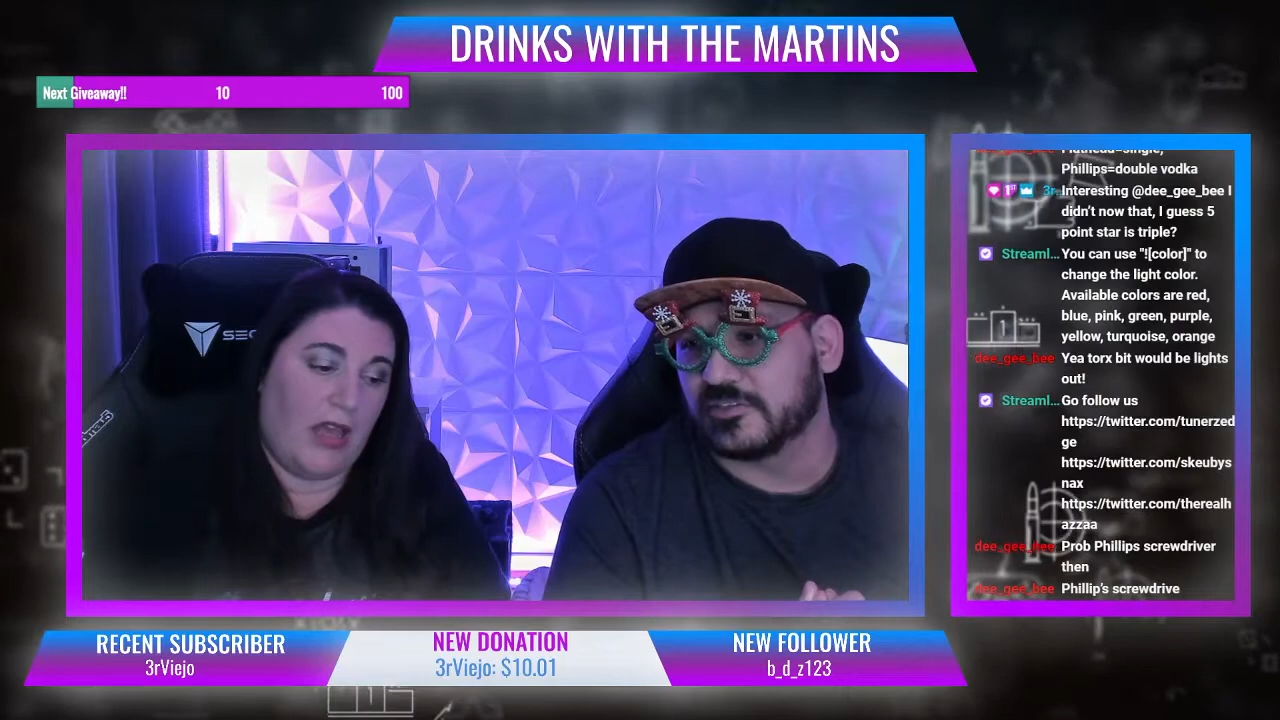 DRINKS WITH THE MARTINS
Next Giveaway!!
10
100
SEC
Phillips=double vodka
3r
Interesting @dee_gee_bee I
didn't now that, I guess 5
point star is triple?
Streaml... You can use "![color]" to
change the light color.
Available colors are red,
blue, pink, green, purple,
yellow, turquoise, orange
dee_gee_bee Yea torx bit would be lights
out!
Streaml... Go follow us
https://twitter.com/tunerzed
ge
https://twitter.com/skeubys
nax
https://twitter.com/therealh
azzaa
dee_gee_bee Prob Phillips screwdriver
then
dee_gee_bee Phillip's screwdrive
RECENT SUBSCRIBER
3rViejo
NEW DONATION
3rViejo: $10.01
NEW FOLLOWER
b_d_z123